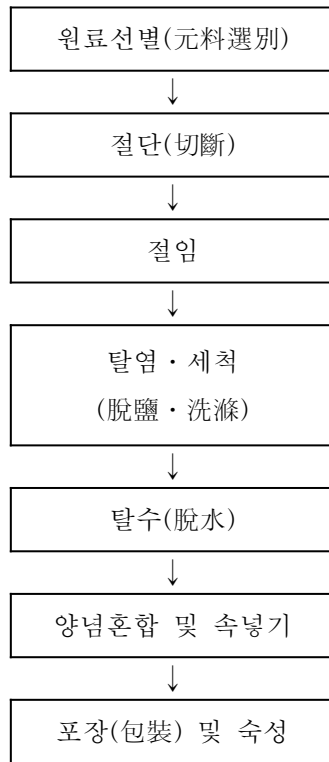 원료선별(元料選別)
↓
절단(切斷)
↓
절임
↓
탈염・세척
(脫鹽・洗滌)
↓
탈수(脫水)
↓
양념혼합 및 속넣기
↓
포장(包裝) 및 숙성